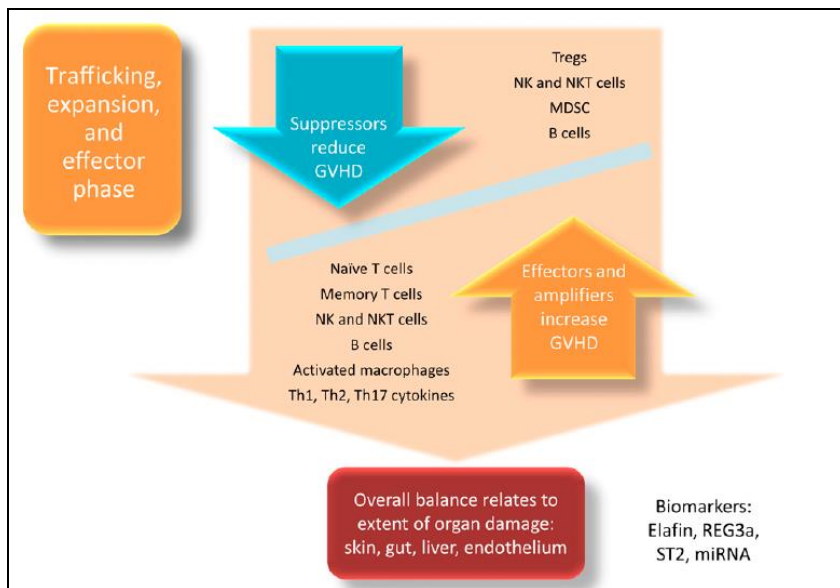 Trafficking,
expansion,
and
effector
phase
Suppressors
reduce
GVHD
Tregs
NK and NKT cells
MDSC
B cells
Naïve T cells
Memory T cells
NK and NKT cells
B cells
Activated macrophages
Th1, Th2, Th17 cytokines
Effectors and
amplifiers
increase
GVHD
Overall balance relates to
extent of organ damage:
skin, gut, liver, endothelium
Biomarkers:
Elafin, REG3a,
ST2, miRNA